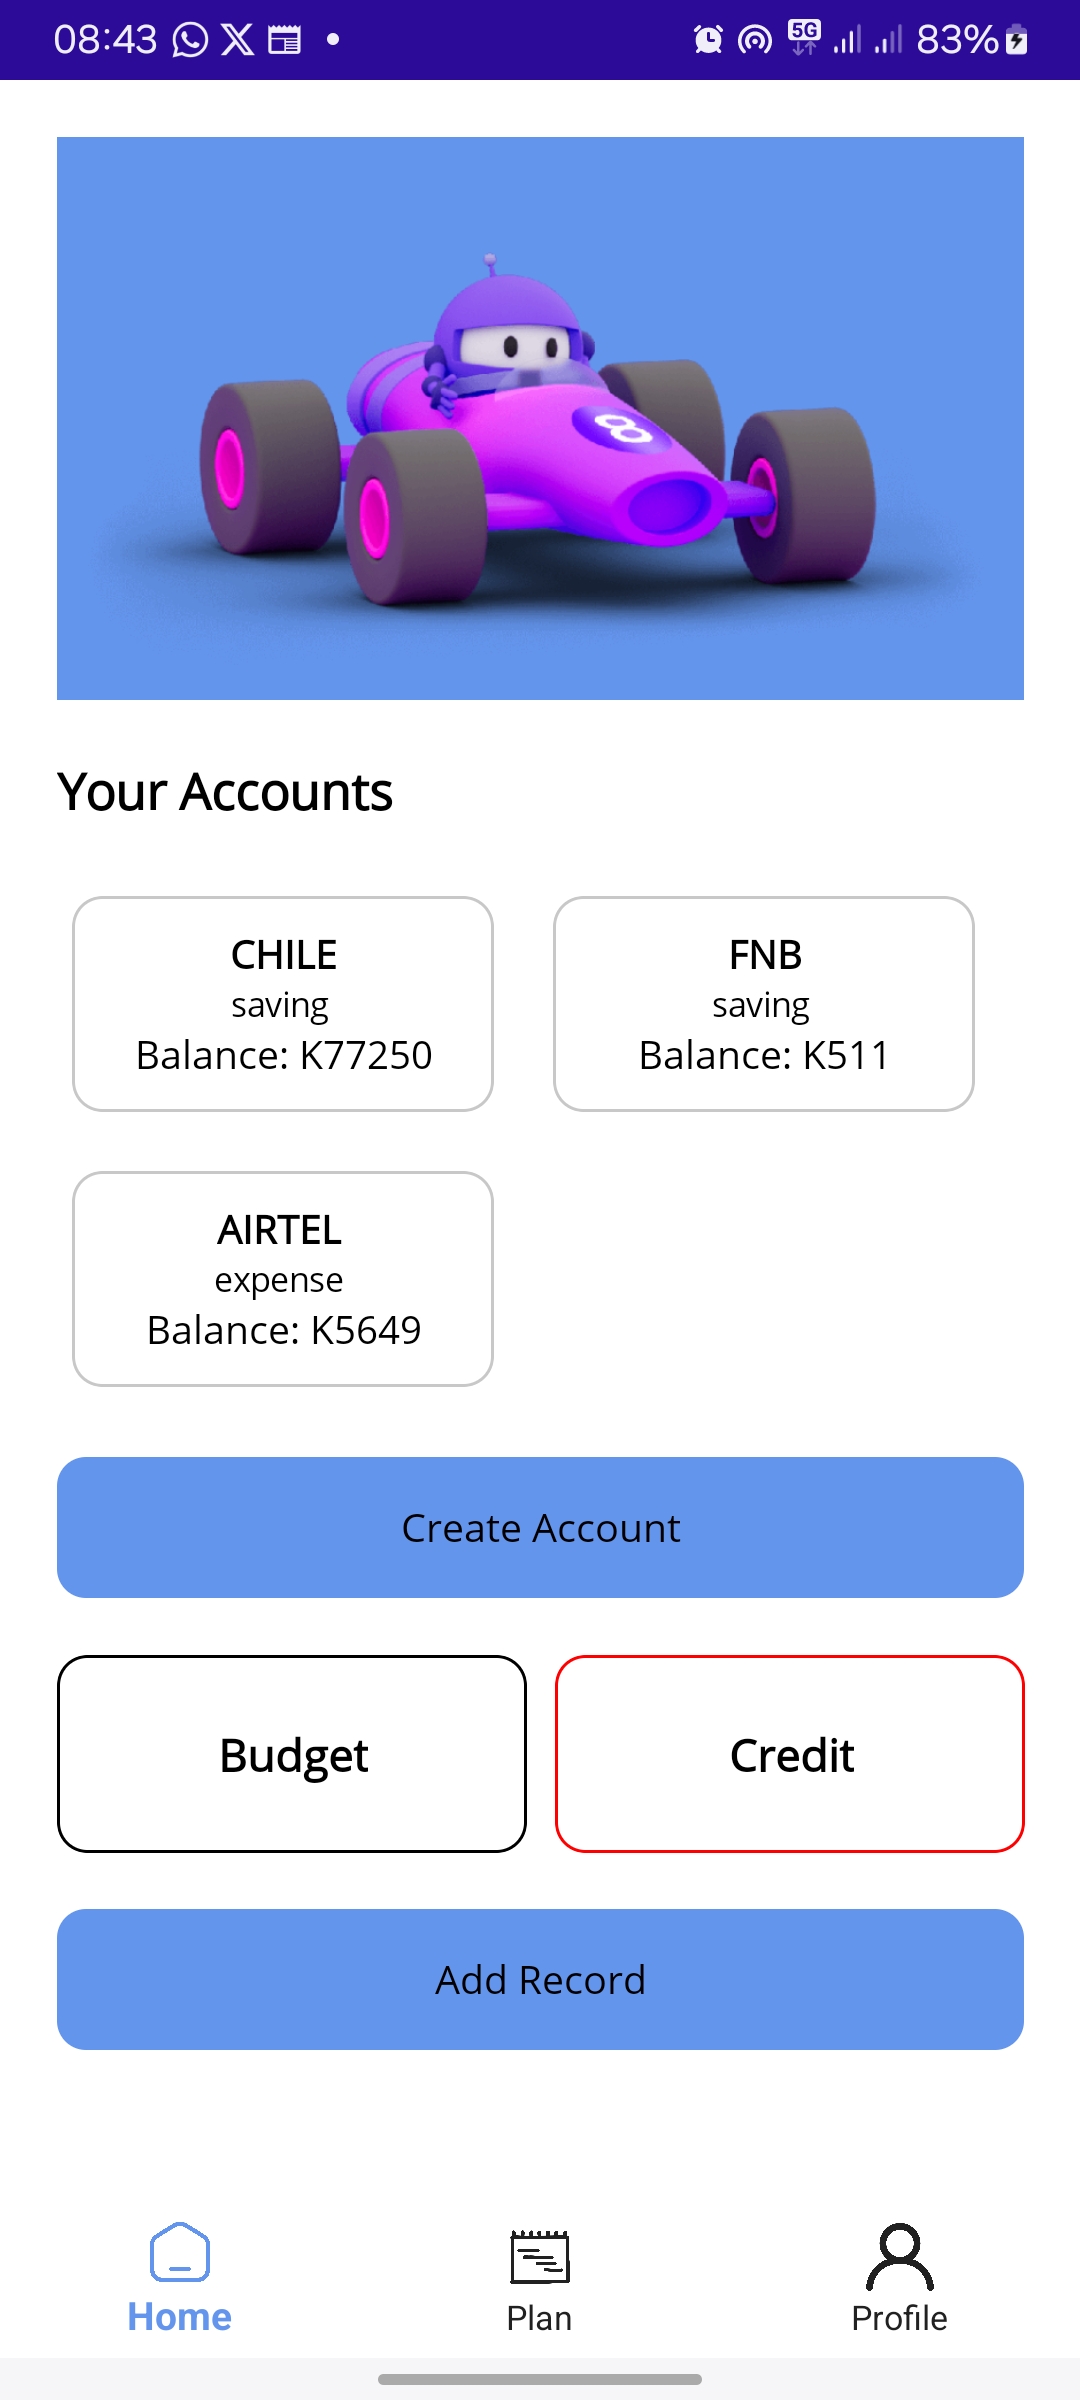 08:43 5G 83%
8
Your Accounts
CHILE
saving
Balance: K77250
FNB
saving
Balance: K511
AIRTEL
expense
Balance: K5649
Create Account
Budget
Credit
Add Record
Home
Plan
Profile